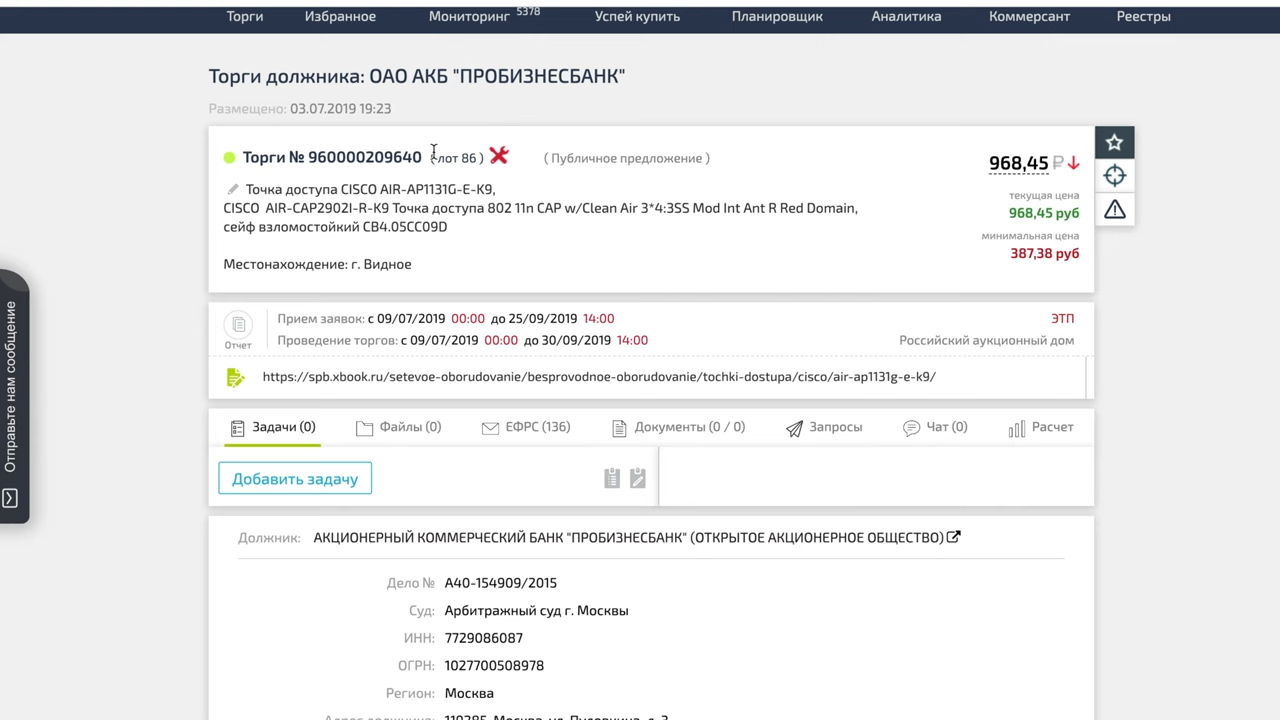 Торги Избранное Мониторинг 5378 Успей купить Планировщик Аналитика Коммерсант Реестры
Торги должника: ОАО АКБ "ПРОБИЗНЕСБАНК"
Размещено: 03.07.2019 19:23
Торги № 960000209640 ( лот 86 ) ( Публичное предложение )
968,45 ₽
Точка доступа CISCO AIR-AP1131G-E-K9,
CISCO AIR-CAP2902I-R-K9 Точка доступа 802 11n CAP w/Clean Air 3*4:3SS Mod Int Ant R Red Domain,
сейф взломостойкий СВ4.05СС09D
Местонахождение: г. Видное
текущая цена
968,45 руб
минимальная цена
387,38 руб
Отчет
Прием заявок: с 09/07/2019 00:00 до 25/09/2019 14:00
ЭТП
Проведение торгов: с 09/07/2019 00:00 до 30/09/2019 14:00
Российский аукционный дом
https://spb.xbook.ru/setevoe-oborudovanie/besprovodnoe-oborudovanie/tochki-dostupa/cisco/air-ap1131g-e-k9/
Задачи (0) Файлы (0) ЕФРС (136) Документы (0 / 0) Запросы Чат (0) Расчет
Добавить задачу
Должник: АКЦИОНЕРНЫЙ КОММЕРЧЕСКИЙ БАНК "ПРОБИЗНЕСБАНК" (ОТКРЫТОЕ АКЦИОНЕРНОЕ ОБЩЕСТВО)
Дело № А40-154909/2015
Суд: Арбитражный суд г. Москвы
ИНН: 7729086087
ОГРН: 1027700508978
Регион: Москва
Адрес должника: 119285, Москва, ул. Пудовкина, д. 3
Отправьте нам сообщение